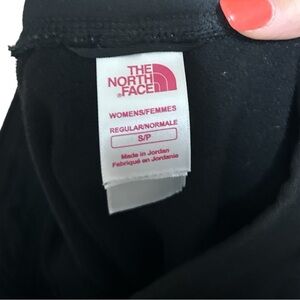 THE
NORTH
FACE
WOMENS/FEMMES
REGULAR/NORMALE
S/P
Made in Jordan
Fabriqué en Jordanie